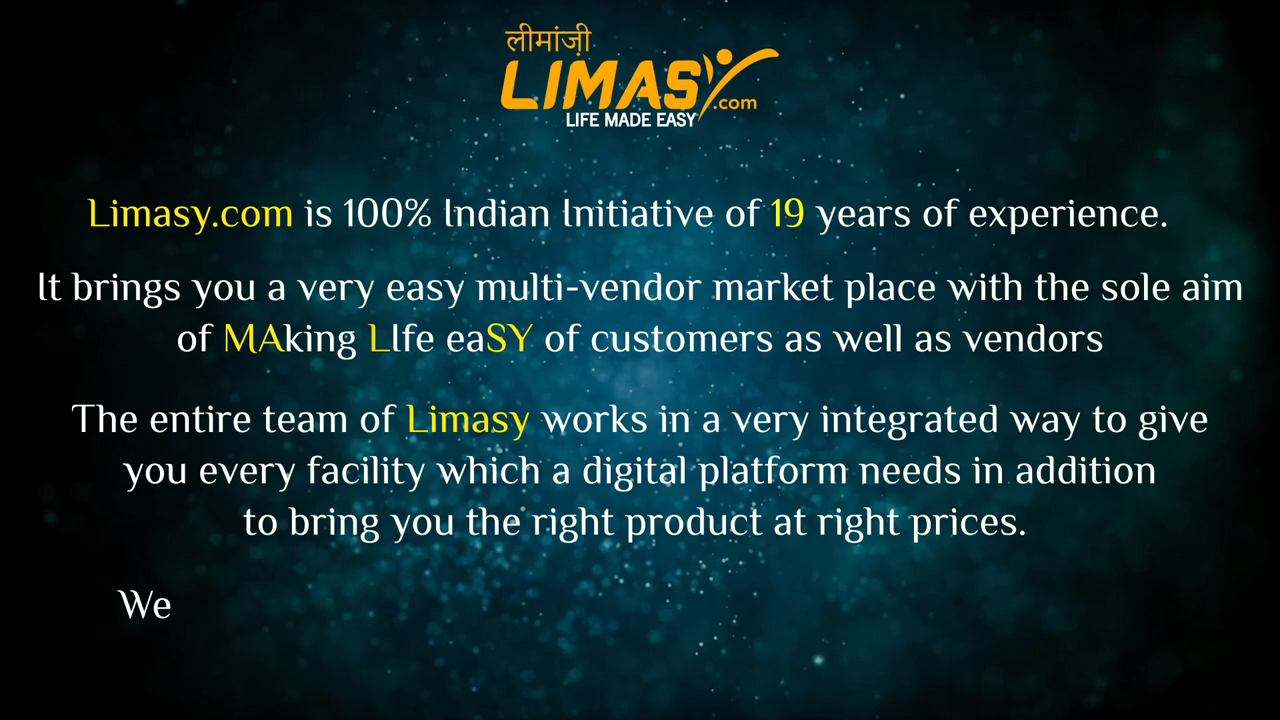 लीमांज़ी
LIMASY.com
LIFE MADE EASY
Limasy.com is 100% Indian Initiative of 19 years of experience.
It brings you a very easy multi-vendor market place with the sole aim
of MAking LIfe eaSY of customers as well as vendors
The entire team of Limasy works in a very integrated way to give
you every facility which a digital platform needs in addition
to bring you the right product at right prices.
We